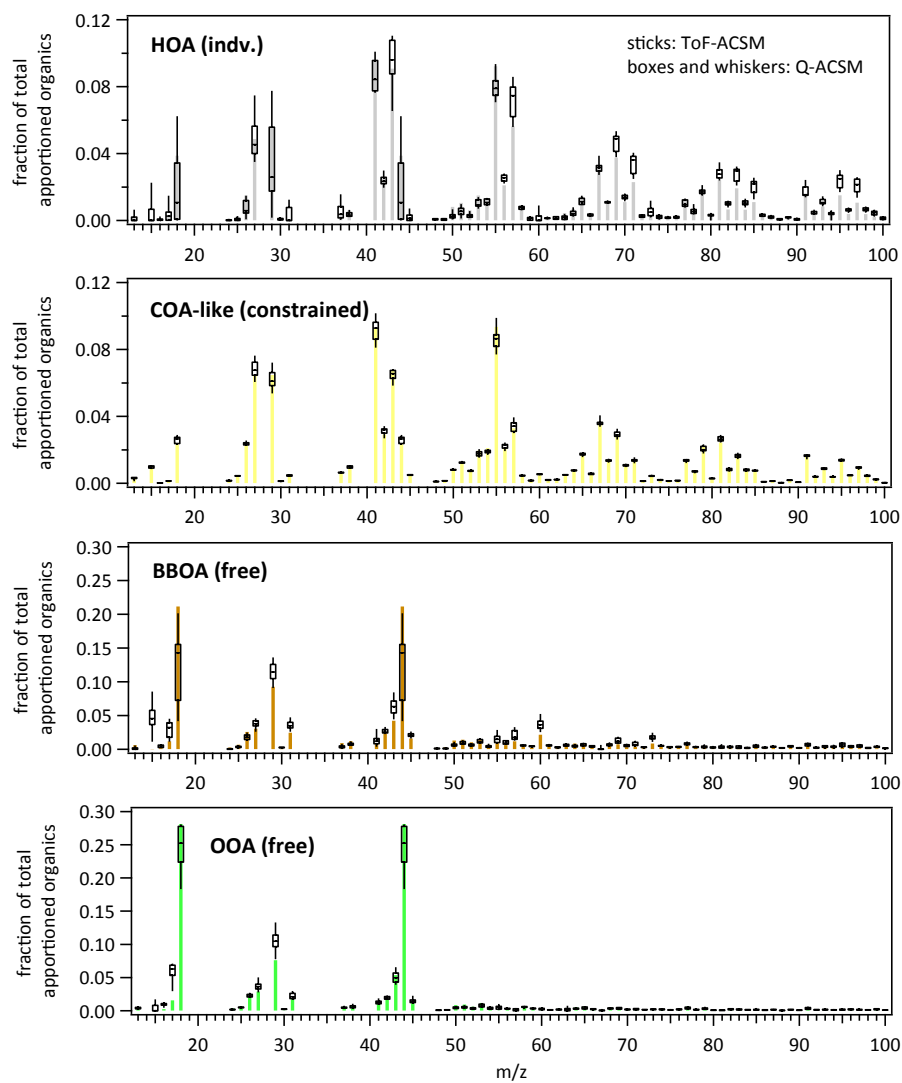 HOA (indv.)
sticks: ToF-ACSM
boxes and whiskers: Q-ACSM
fraction of total
apportioned organics
0.12
0.08
0.04
0.00
20 30 40 50 60 70 80 90 100
COA-like (constrained)
fraction of total
apportioned organics
0.12
0.08
0.04
0.00
20 30 40 50 60 70 80 90 100
BBOA (free)
fraction of total
apportioned organics
0.30
0.25
0.20
0.15
0.10
0.05
0.00
20 30 40 50 60 70 80 90 100
OOA (free)
fraction of total
apportioned organics
0.30
0.25
0.20
0.15
0.10
0.05
0.00
20 30 40 50 60 70 80 90 100
m/z